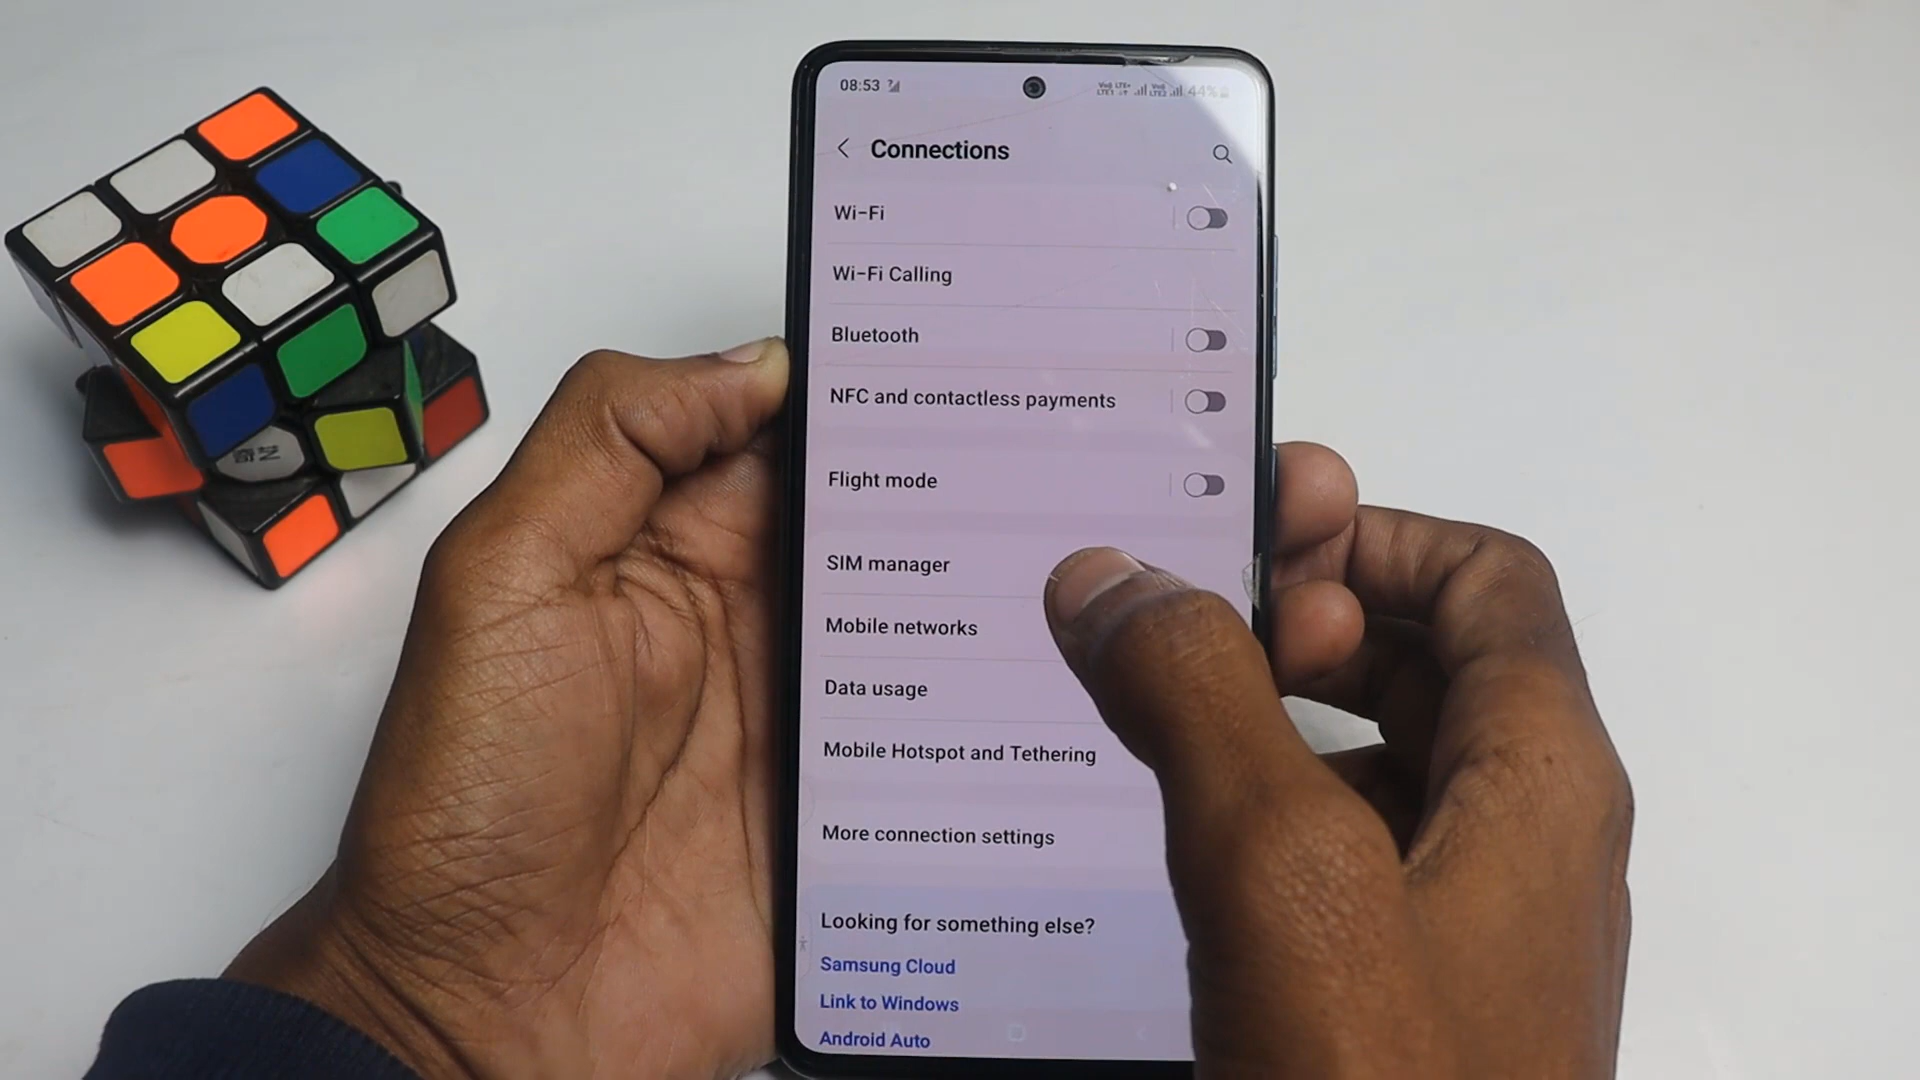 08:53
44%
Connections
Wi-Fi
Wi-Fi Calling
Bluetooth
NFC and contactless payments
Flight mode
SIM manager
Mobile networks
Data usage
Mobile Hotspot and Tethering
More connection settings
Looking for something else?
Samsung Cloud
Link to Windows
Android Auto